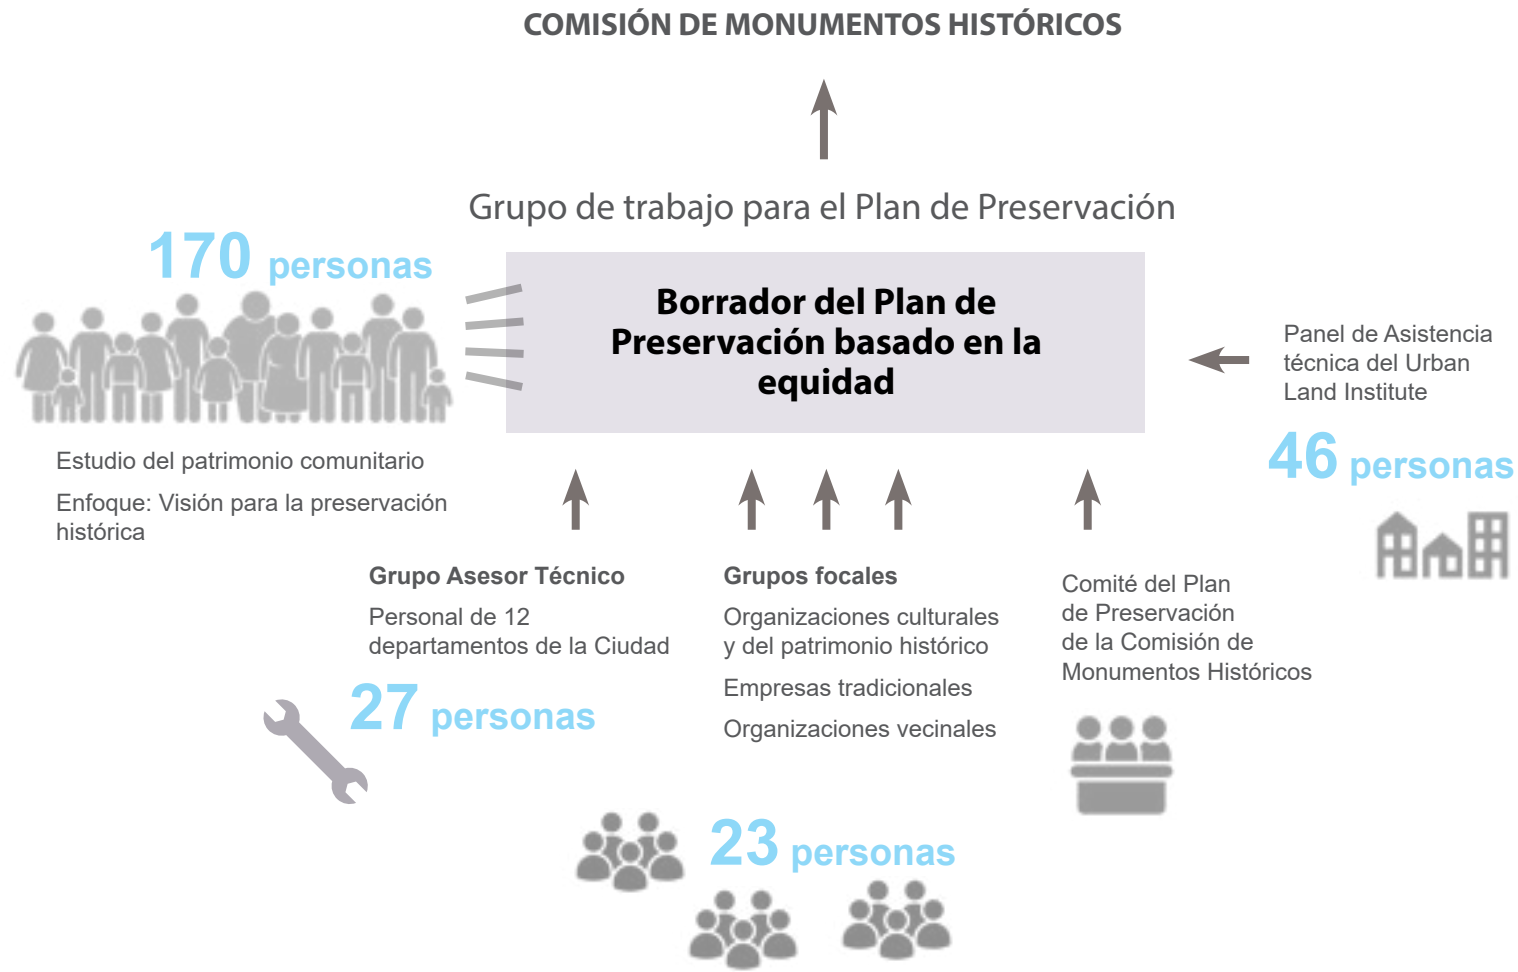 COMISIÓN DE MONUMENTOS HISTÓRICOS
Grupo de trabajo para el Plan de Preservación
170 personas
Borrador del Plan de
Preservación basado en la
equidad
Estudio del patrimonio comunitario
Enfoque: Visión para la preservación
histórica
Panel de Asistencia
técnica del Urban
Land Institute
46 personas
Grupo Asesor Técnico
Personal de 12
departamentos de la Ciudad
27 personas
Grupos focales
Organizaciones culturales
y del patrimonio histórico
Empresas tradicionales
Organizaciones vecinales
23 personas
Comité del Plan
de Preservación
de la Comisión de
Monumentos Históricos